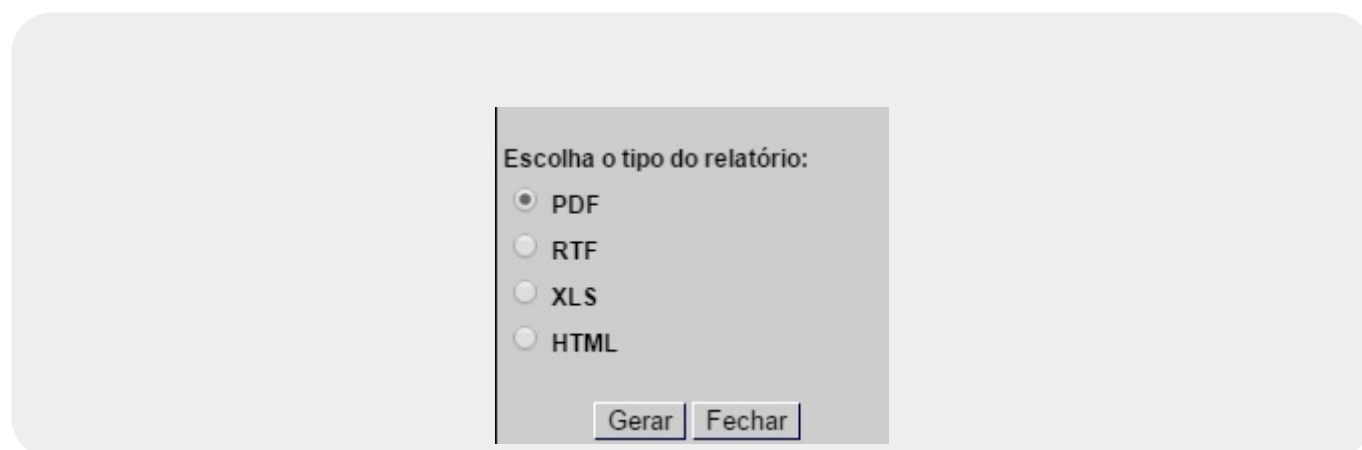 Escolha o tipo do relatório:
PDF
RTF
XLS
HTML
Gerar Fechar